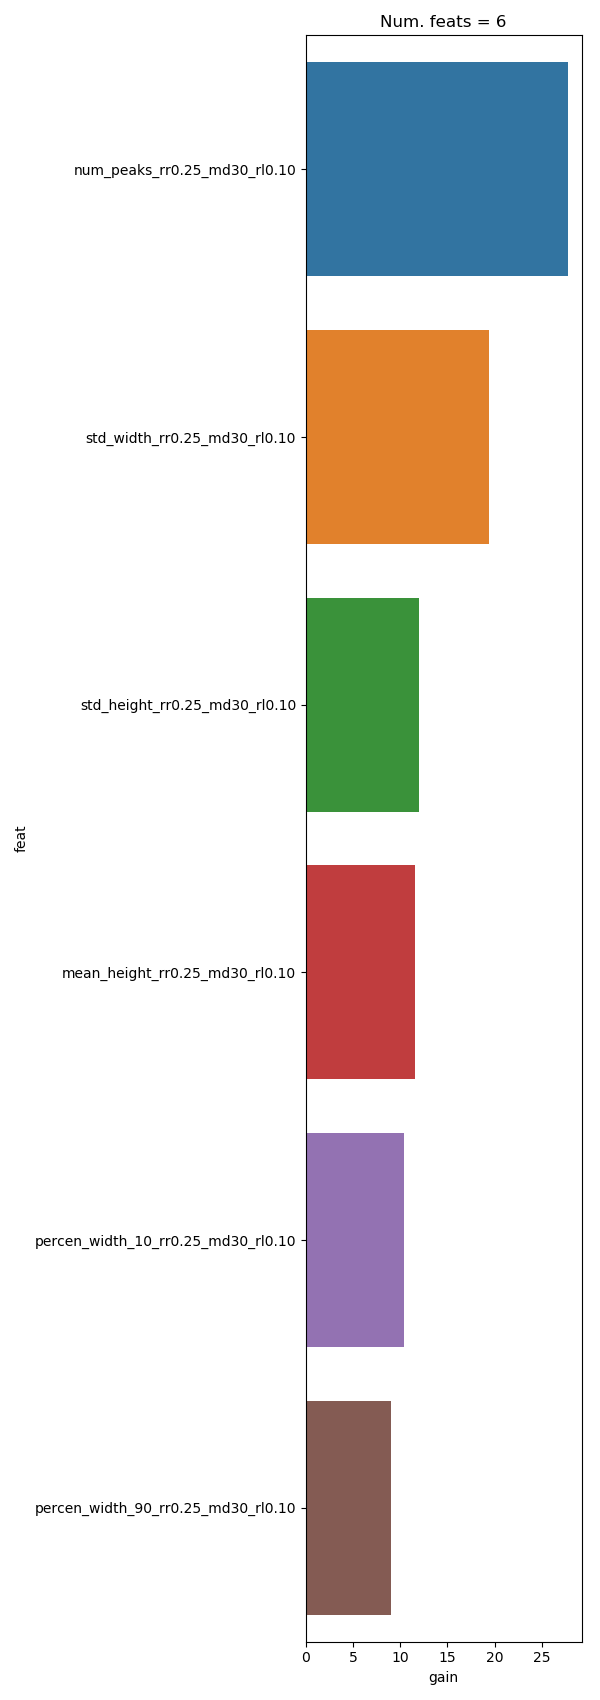 Num. feats = 6
num_peaks_rr0.25_md30_rl0.10
std_width_rr0.25_md30_rl0.10
std_height_rr0.25_md30_rl0.10
feat
mean_height_rr0.25_md30_rl0.10
percen_width_10_rr0.25_md30_rl0.10
percen_width_90_rr0.25_md30_rl0.10
0 5 10 15 20 25
gain